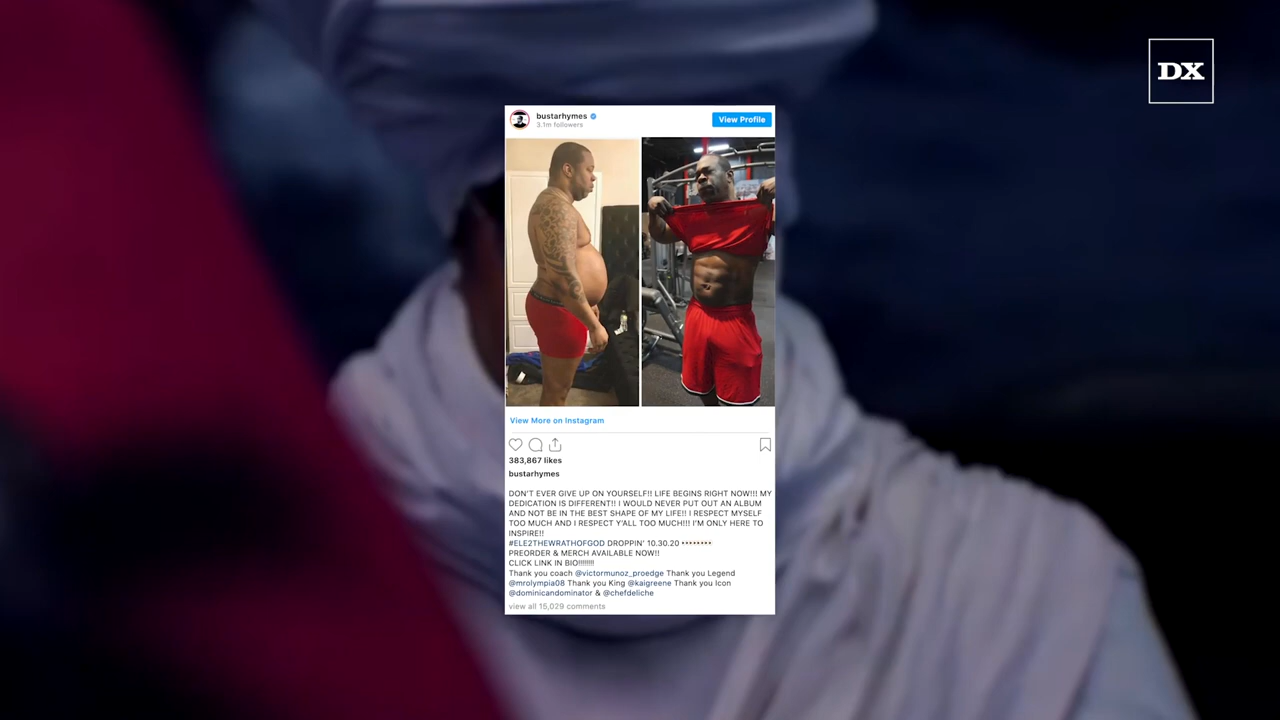 DX
bustarhymes
3.1m followers
View Profile
View More on Instagram
383,867 likes
bustarhymes
DON'T EVER GIVE UP ON YOURSELF!! LIFE BEGINS RIGHT NOW!!! MY
DEDICATION IS DIFFERENT!! I WOULD NEVER PUT OUT AN ALBUM
AND NOT BE IN THE BEST SHAPE OF MY LIFE!! I RESPECT MYSELF
TOO MUCH AND I RESPECT Y'ALL TOO MUCH!!! I'M ONLY HERE TO
INSPIRE!!
#ELE2THEWRATHOFGOD DROPPIN' 10.30.20
PREORDER & MERCH AVAILABLE NOW!!
CLICK LINK IN BIO!!!!!!!!
Thank you coach @victormunoz_proedge Thank you Legend
@mrolympia08 Thank you King @kaigreene Thank you Icon
@dominicandominator & @chefdeliche
view all 15,029 comments